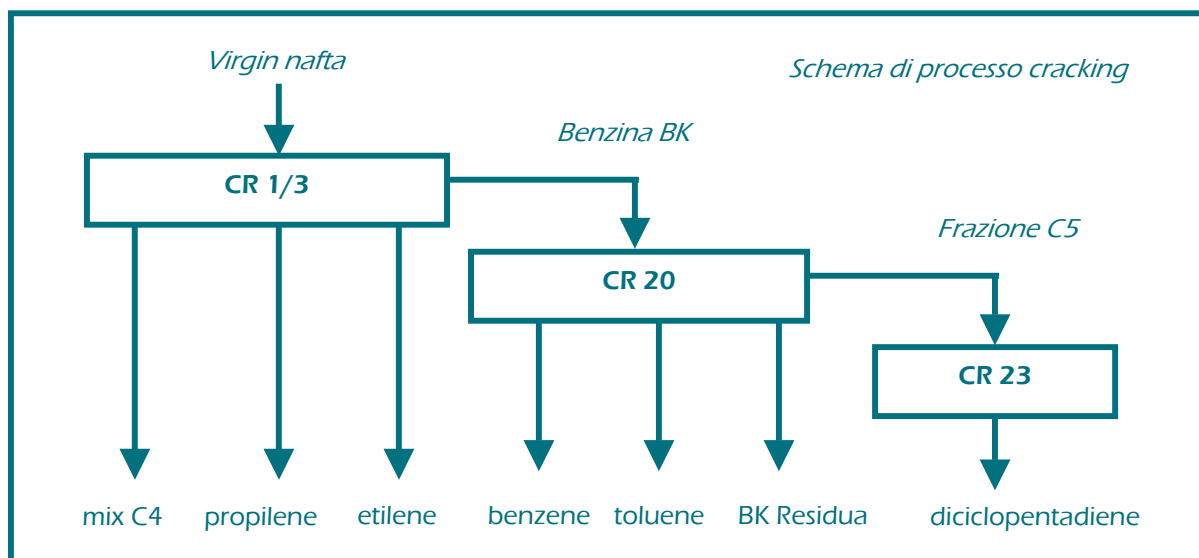 Virgin nafta
Schema di processo cracking
Benzina BK
CR 1/3
Frazione C5
CR 20
CR 23
mix C4 propilene etilene benzene toluene BK Residua diciclopentadiene